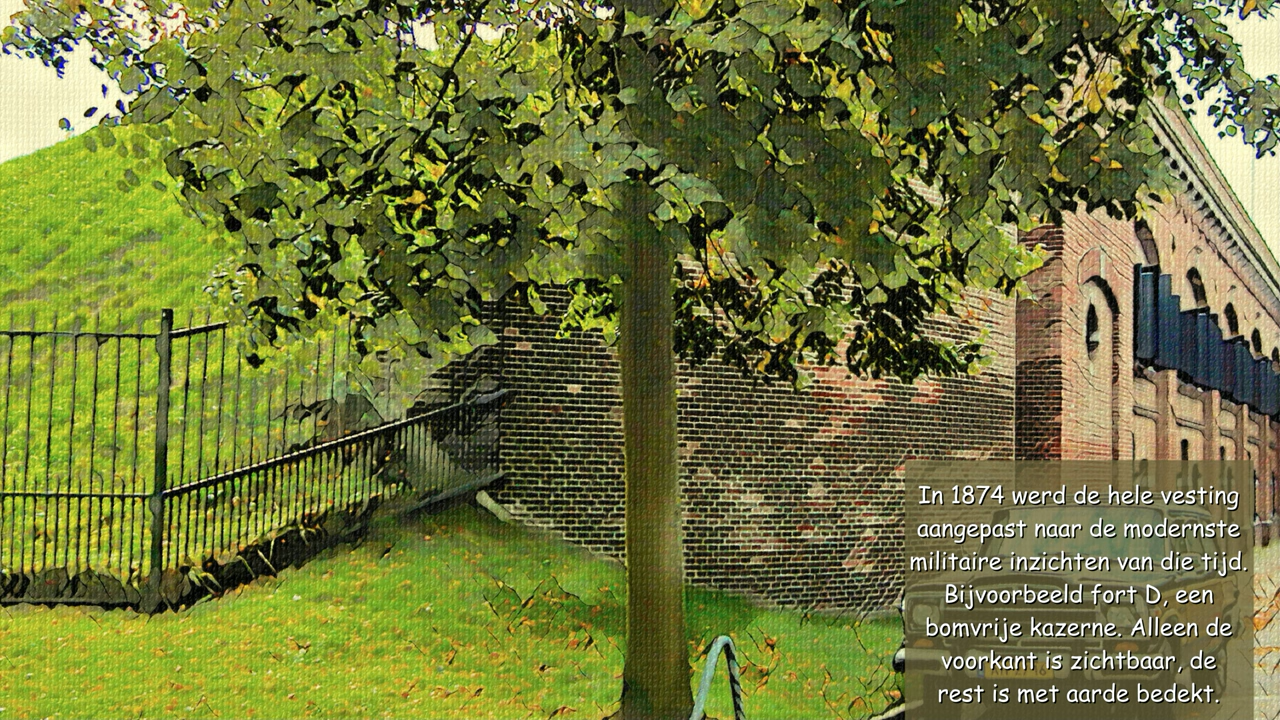 In 1874 werd de hele vesting
aangepast naar de modernste
militaire inzichten van die tijd.
Bijvoorbeeld fort D, een
bomvrije kazerne. Alleen de
voorkant is zichtbaar, de
rest is met aarde bedekt.